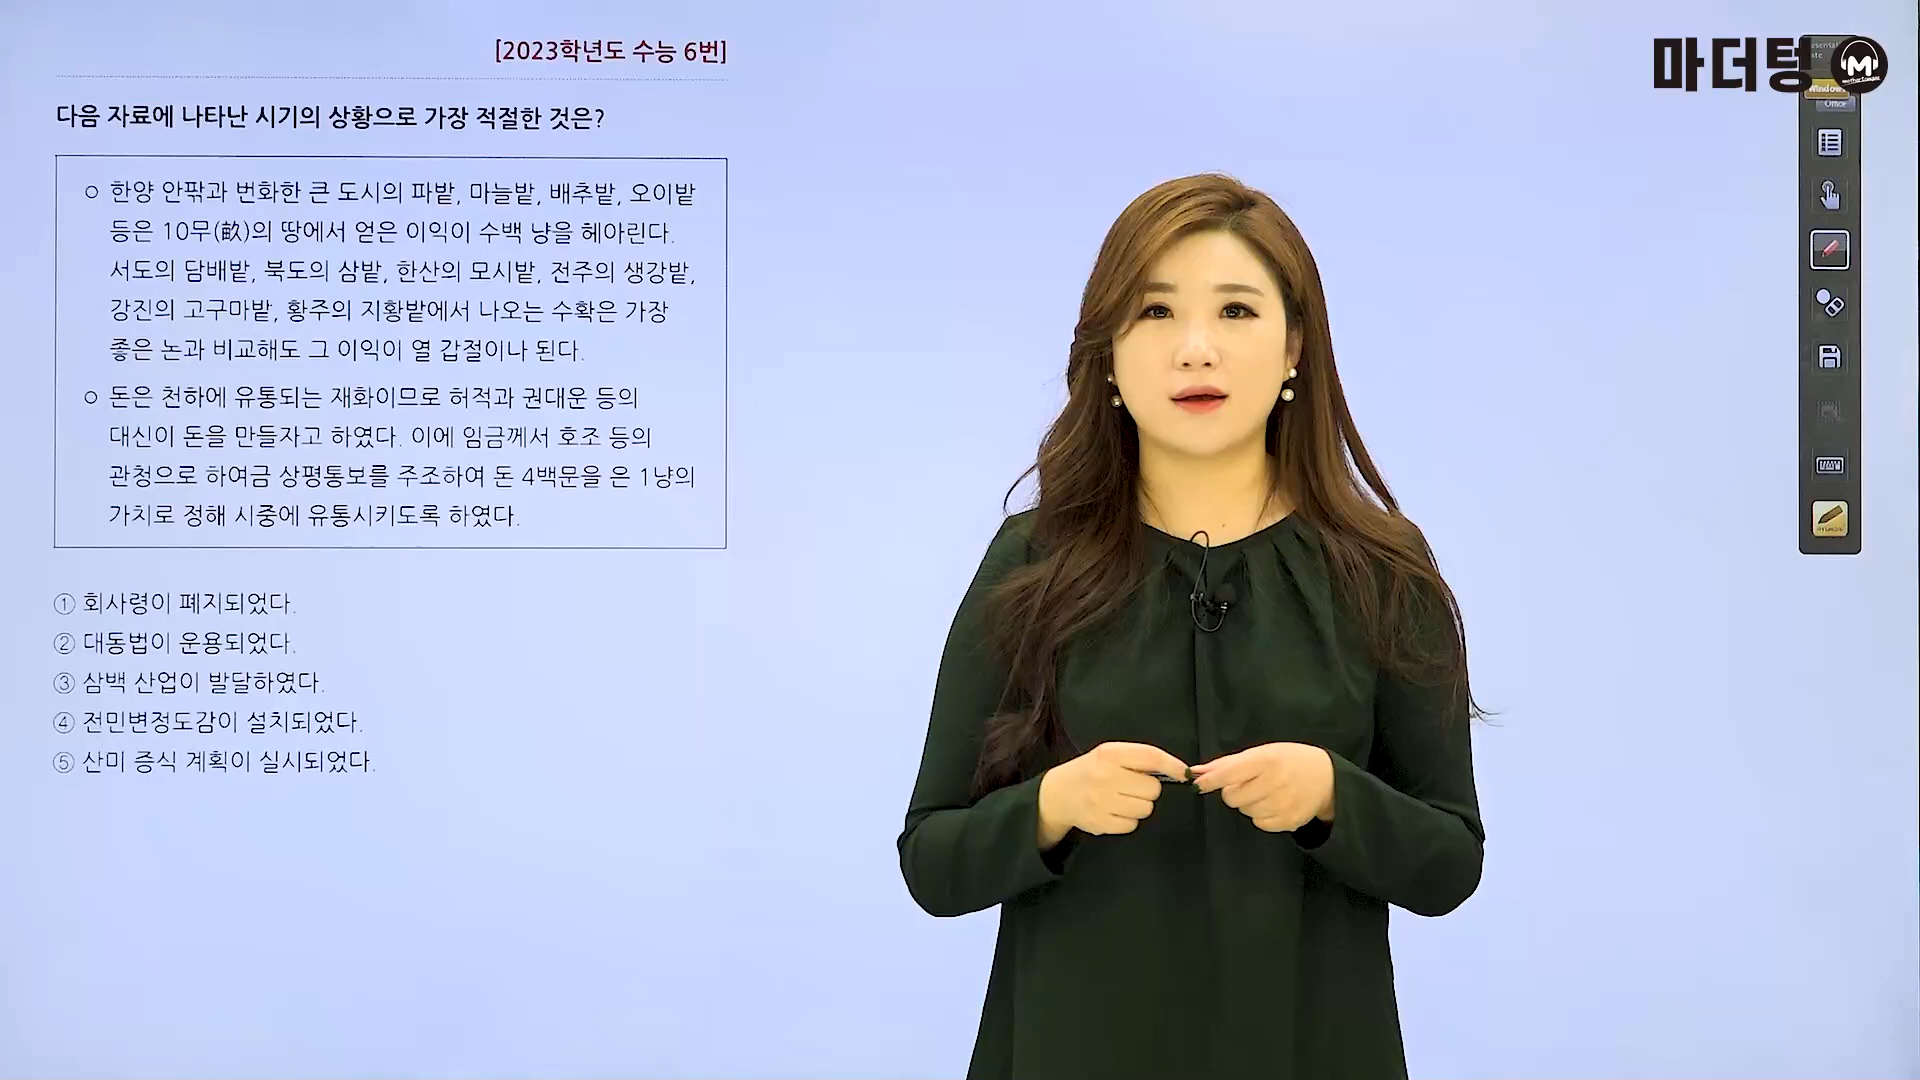 [2023학년도 수능 6번]
다음 자료에 나타난 시기의 상황으로 가장 적절한 것은?
○ 한양 안팎과 번화한 큰 도시의 파밭, 마늘밭, 배추밭, 오이밭
등은 10무(畝)의 땅에서 얻은 이익이 수백 냥을 헤아린다.
서도의 담배밭, 북도의 삼밭, 한산의 모시밭, 전주의 생강밭,
강진의 고구마밭, 황주의 지황밭에서 나오는 수확은 가장
좋은 논과 비교해도 그 이익이 열 갑절이나 된다.
○ 돈은 천하에 유통되는 재화이므로 허적과 권대운 등의
대신이 돈을 만들자고 하였다. 이에 임금께서 호조 등의
관청으로 하여금 상평통보를 주조하여 돈 4백문을 은 1냥의
가치로 정해 시중에 유통시키도록 하였다.
① 회사령이 폐지되었다.
② 대동법이 운용되었다.
③ 삼백 산업이 발달하였다.
④ 전민변정도감이 설치되었다.
⑤ 산미 증식 계획이 실시되었다.
마더텅
M
Windows
Office